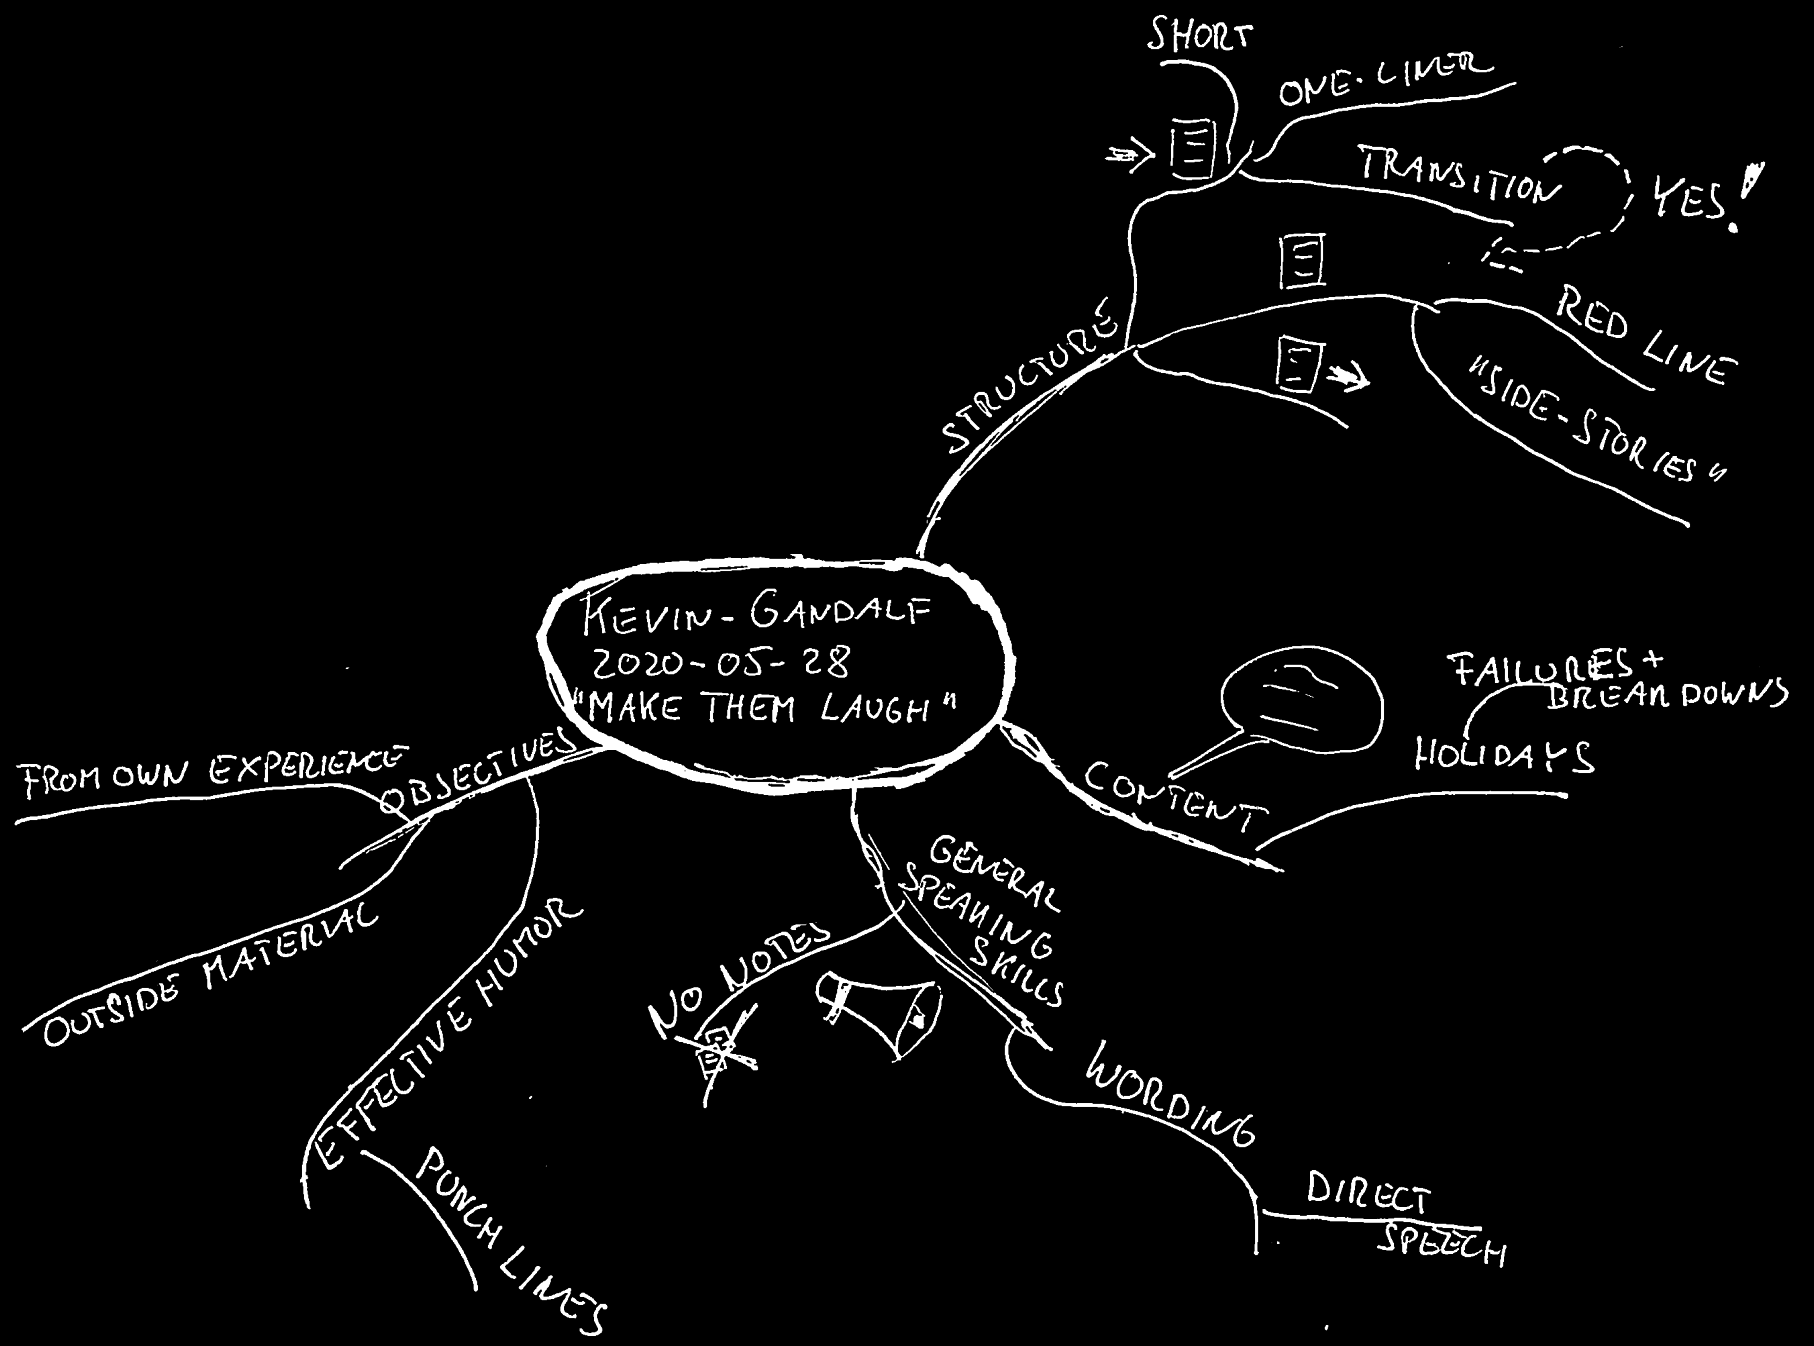 SHORT
ONE-LINER
TRANSITION
YES!
RED LINE
"SIDE-STORIES"
STRUCTURE
KEVIN-GANDALF
2020-05-28
"MAKE THEM LAUGH"
FAILURES +
BREAKDOWNS
HOLIDAYS
CONTENT
GENERAL
SPEAKING
SKILLS
NO NOTES
WORDING
DIRECT
SPEECH
OBJECTIVES
FROM OWN EXPERIENCE
OUTSIDE MATERIAL
EFFECTIVE HUMOR
PUNCH LINES